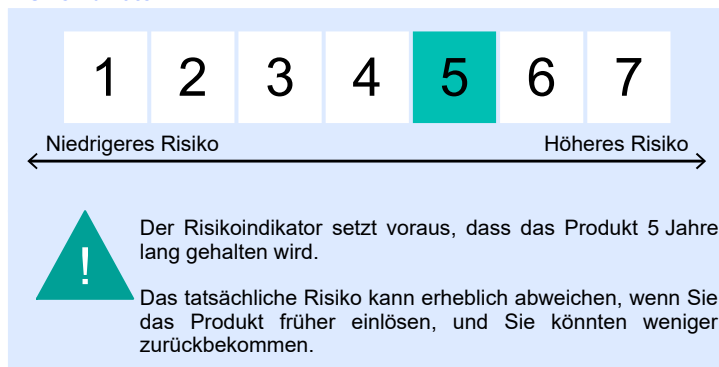 1 2 3 4 5 6 7
Niedrigeres Risiko Höheres Risiko
!
Der Risikoindikator setzt voraus, dass das Produkt 5 Jahre
lang gehalten wird.
Das tatsächliche Risiko kann erheblich abweichen, wenn Sie
das Produkt früher einlösen, und Sie könnten weniger
zurückbekommen.